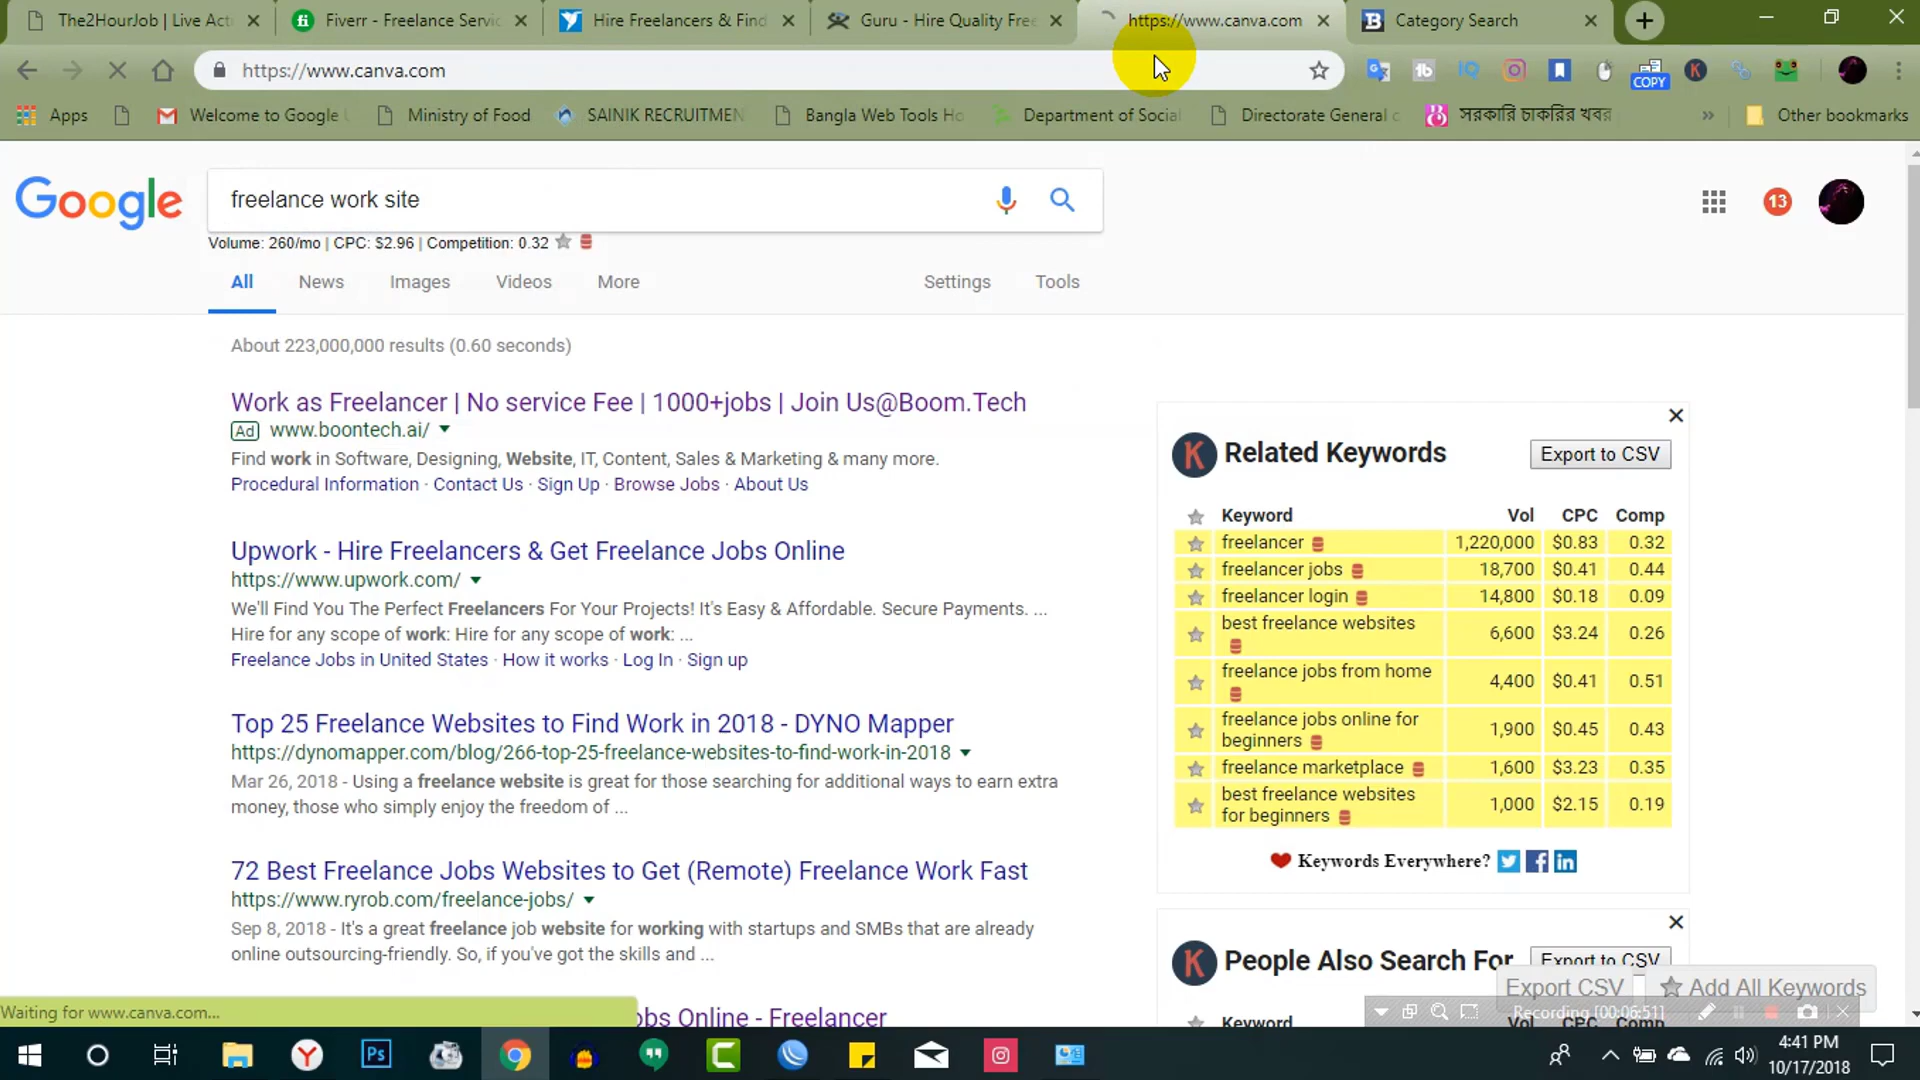 The2HourJob | Live Acti
Fiverr - Freelance Servic
Hire Freelancers & Find
Guru - Hire Quality Free
https://www.canva.com
Category Search
https://www.canva.com
COPY
Apps
Welcome to Google
Ministry of Food
SAINIK RECRUITMEN
Bangla Web Tools Ho
Department of Social
Directorate General
সরকারি চাকরির খবর
»
Other bookmarks
Google
freelance work site
13
Volume: 260/mo | CPC: $2.96 | Competition: 0.32
All
News
Images
Videos
More
Settings
Tools
About 223,000,000 results (0.60 seconds)
Work as Freelancer | No service Fee | 1000+jobs | Join Us@Boom.Tech
Ad www.boontech.ai/
Find work in Software, Designing, Website, IT, Content, Sales & Marketing & many more.
Procedural Information · Contact Us · Sign Up · Browse Jobs · About Us
Upwork - Hire Freelancers & Get Freelance Jobs Online
https://www.upwork.com/
We'll Find You The Perfect Freelancers For Your Projects! It's Easy & Affordable. Secure Payments. ...
Hire for any scope of work: Hire for any scope of work: ...
Freelance Jobs in United States · How it works · Log In · Sign up
Top 25 Freelance Websites to Find Work in 2018 - DYNO Mapper
https://dynomapper.com/blog/266-top-25-freelance-websites-to-find-work-in-2018
Mar 26, 2018 - Using a freelance website is great for those searching for additional ways to earn extra
money, those who simply enjoy the freedom of ...
72 Best Freelance Jobs Websites to Get (Remote) Freelance Work Fast
https://www.ryrob.com/freelance-jobs/
Sep 8, 2018 - It's a great freelance job website for working with startups and SMBs that are already
online outsourcing-friendly. So, if you've got the skills and ...
obs Online - Freelancer
Waiting for www.canva.com...
K Related Keywords
Export to CSV
Keyword Vol CPC Comp
freelancer 1,220,000 $0.83 0.32
freelancer jobs 18,700 $0.41 0.44
freelancer login 14,800 $0.18 0.09
best freelance websites 6,600 $3.24 0.26
freelance jobs from home 4,400 $0.41 0.51
freelance jobs online for
beginners 1,900 $0.45 0.43
freelance marketplace 1,600 $3.23 0.35
best freelance websites
for beginners 1,000 $2.15 0.19
Keywords Everywhere?
K People Also Search For
Export to CSV
Export CSV
Add All Keywords
Recording [00:06:51]
Keyword Vol CPC Comp
Ps
4:41 PM
10/17/2018